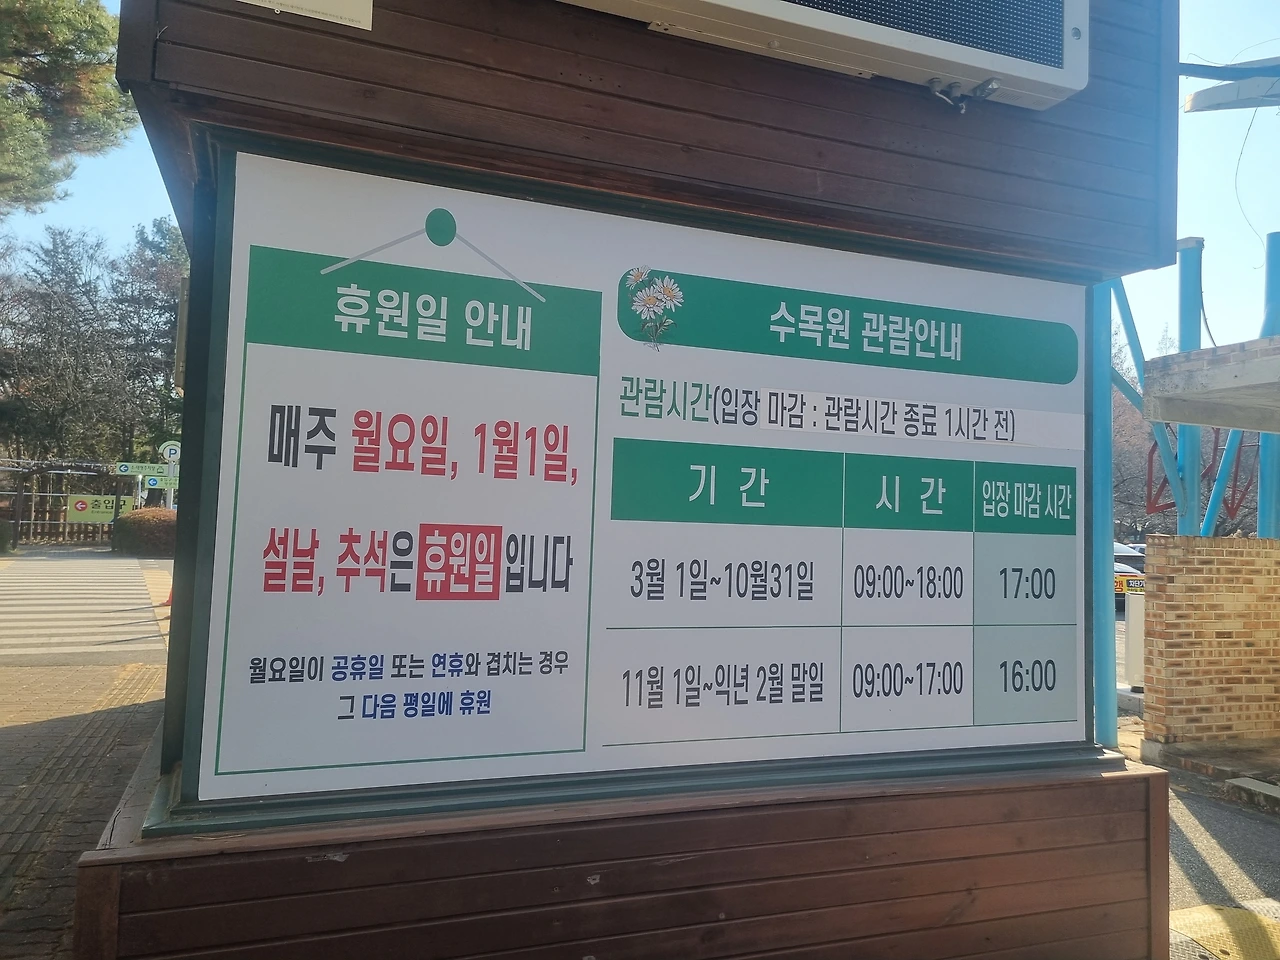 휴원일 안내
매주 월요일, 1월1일,
설날, 추석은 휴원일 입니다
월요일이 공휴일 또는 연휴와 겹치는 경우
그 다음 평일에 휴원
수목원 관람안내
관람시간(입장 마감 : 관람시간 종료 1시간 전)
기 간 시 간 입장 마감 시간
3월 1일~10월31일 09:00~18:00 17:00
11월 1일~익년 2월 말일 09:00~17:00 16:00
P
출입구